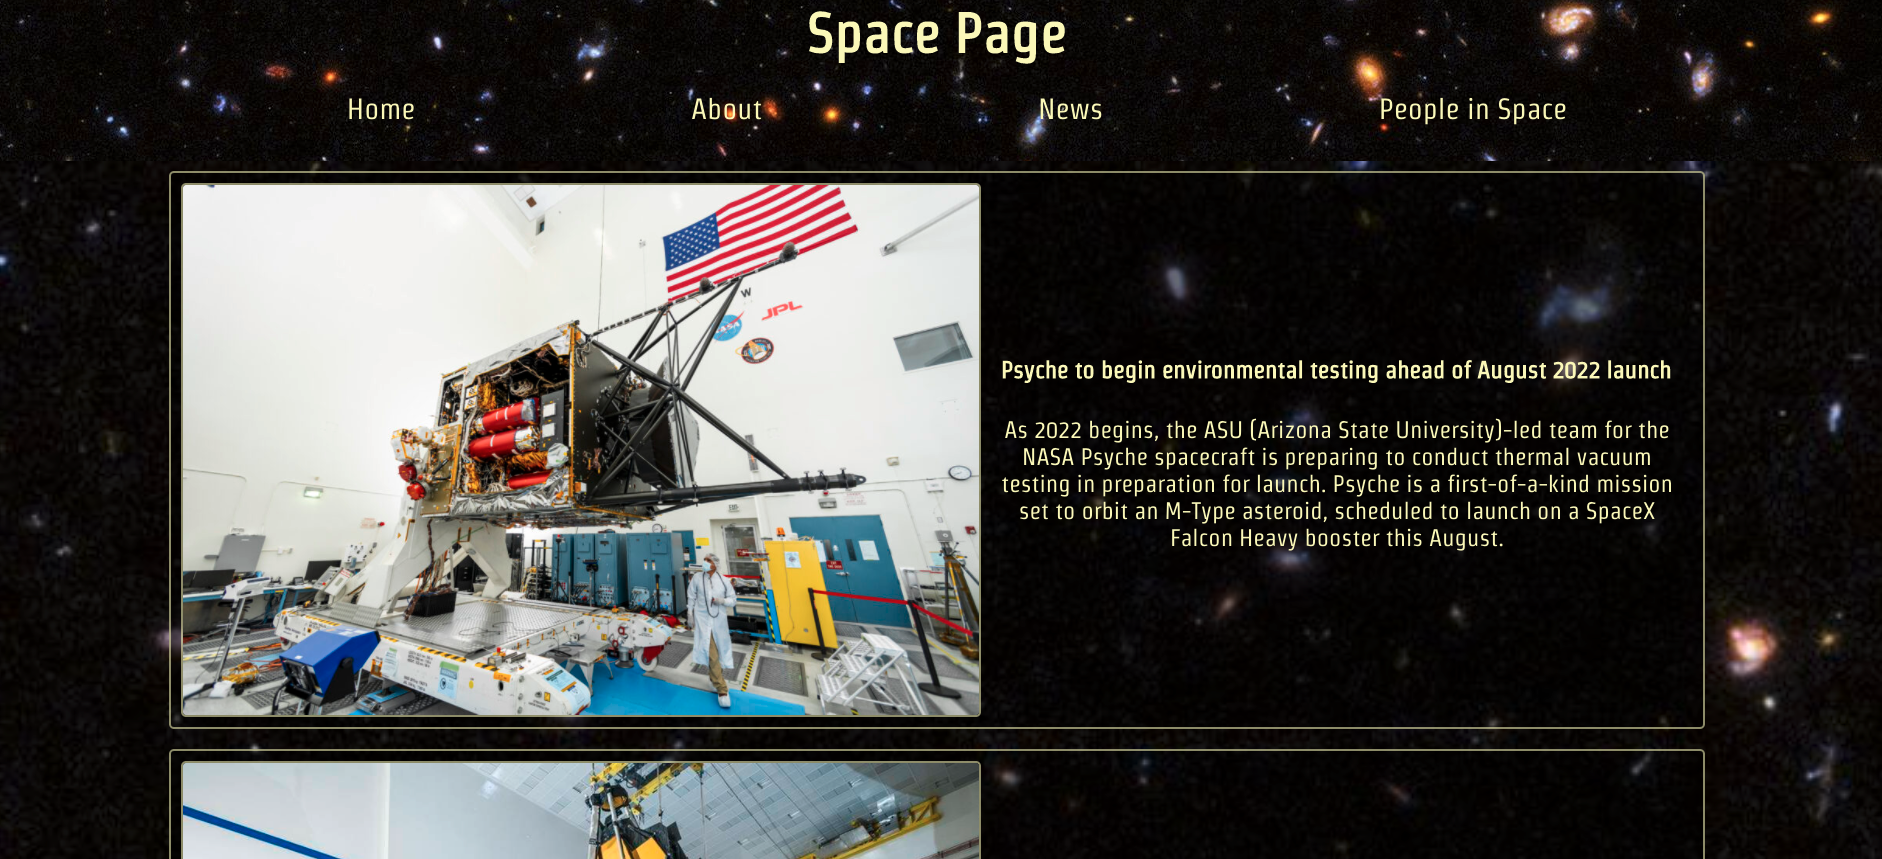 Space Page
Home
About
News
People in Space
W
NASA
JPL
Psyche to begin environmental testing ahead of August 2022 launch
As 2022 begins, the ASU (Arizona State University)-led team for the
NASA Psyche spacecraft is preparing to conduct thermal vacuum
testing in preparation for launch. Psyche is a first-of-a-kind mission
set to orbit an M-Type asteroid, scheduled to launch on a SpaceX
Falcon Heavy booster this August.